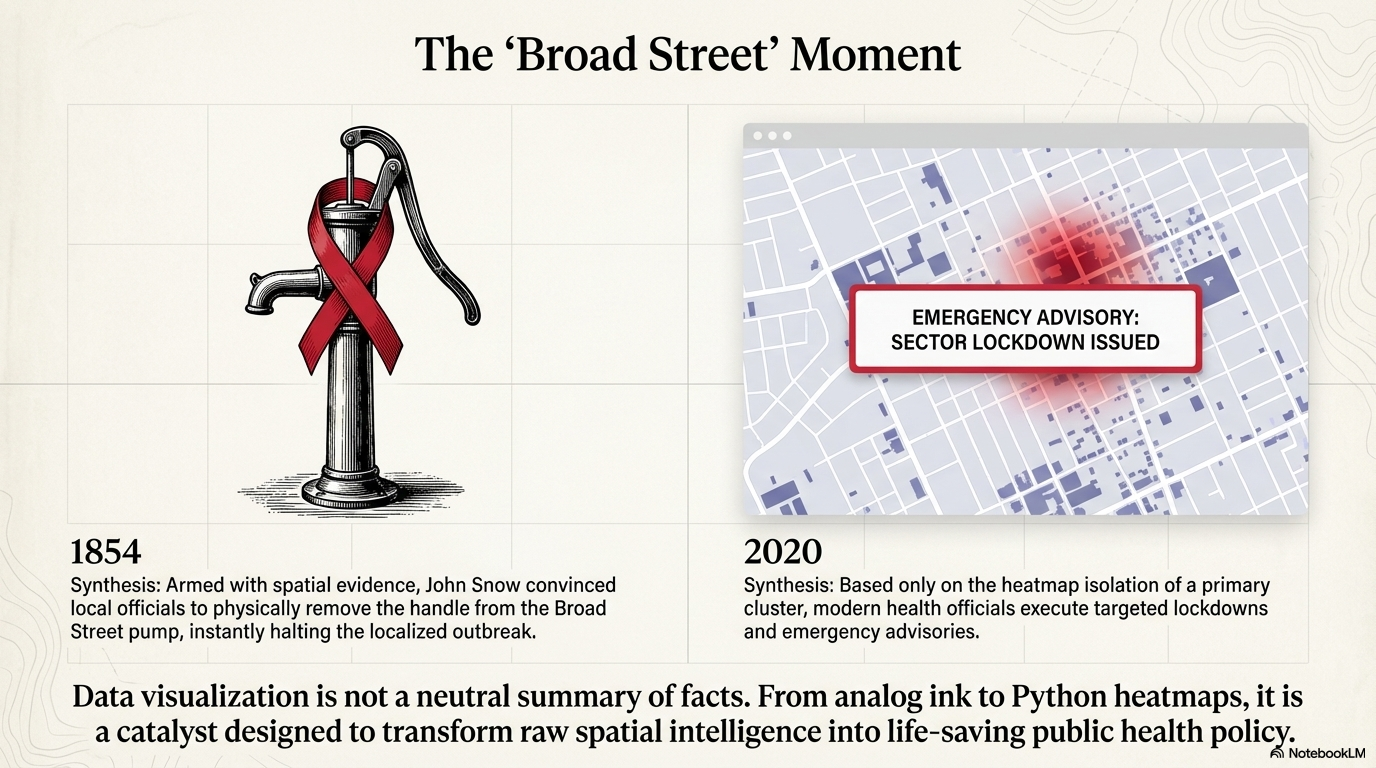 The ‘Broad Street’ Moment
EMERGENCY ADVISORY:
SECTOR LOCKDOWN ISSUED
1854
Synthesis: Armed with spatial evidence, John Snow convinced
local officials to physically remove the handle from the Broad
Street pump, instantly halting the localized outbreak.
2020
Synthesis: Based only on the heatmap isolation of a primary
cluster, modern health officials execute targeted lockdowns
and emergency advisories.
Data visualization is not a neutral summary of facts. From analog ink to Python heatmaps, it is
a catalyst designed to transform raw spatial intelligence into life-saving public health policy.
NotebookLM